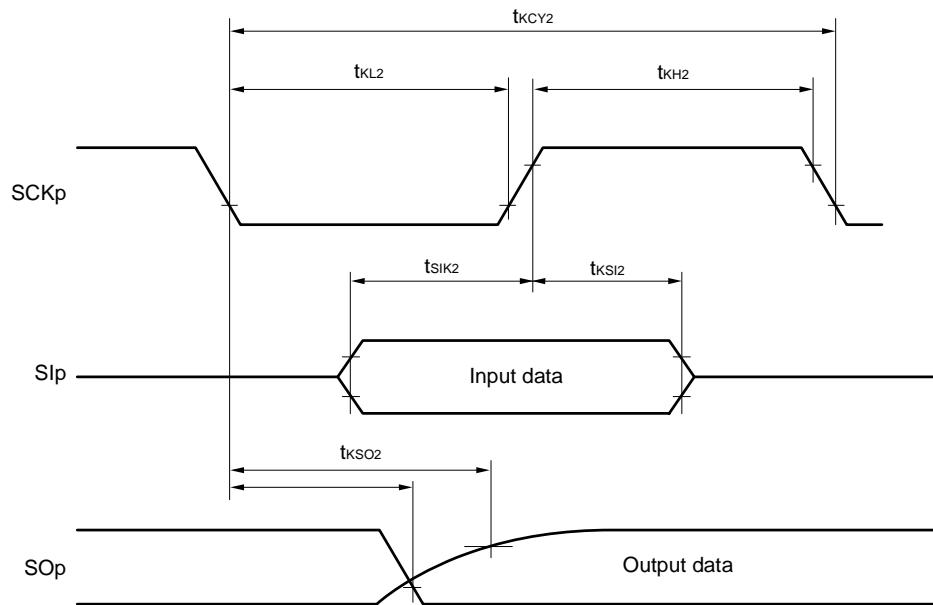 tKCY2
tKL2
tKH2
SCKp
tSIK2
tKSI2
SIp
Input data
tKSO2
SOp
Output data